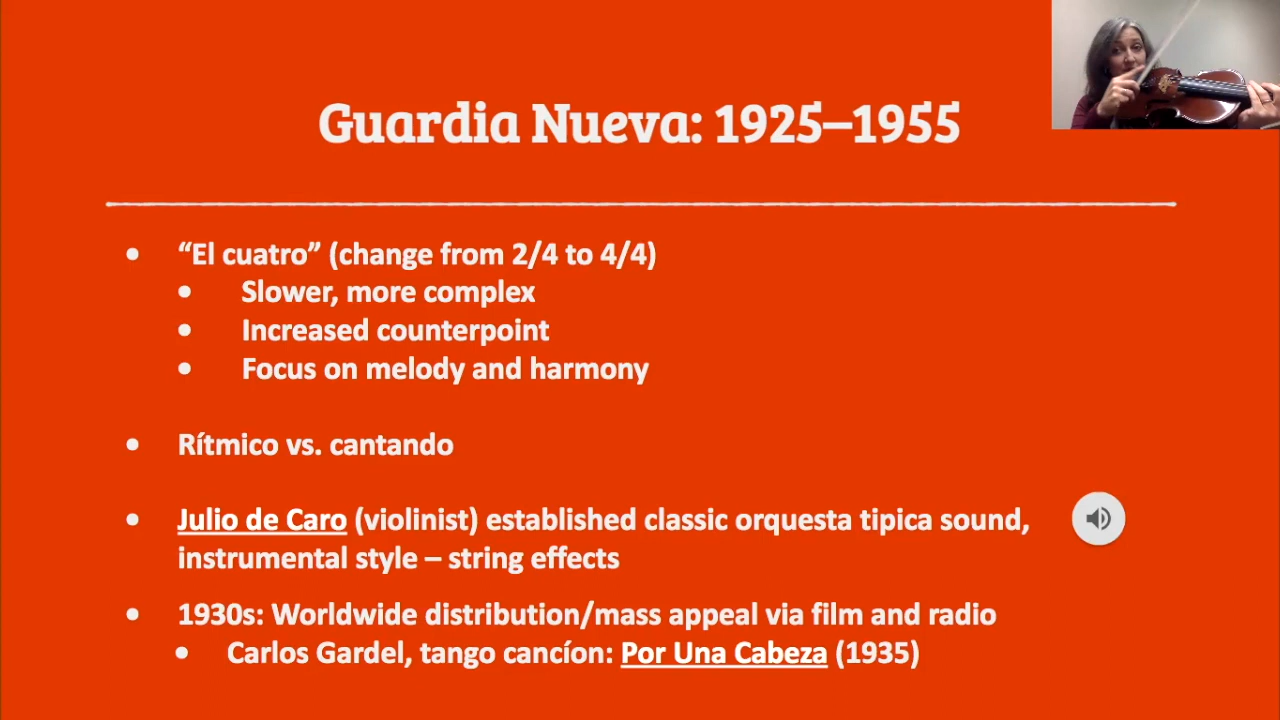 Guardia Nueva: 1925–1955
• “El cuatro” (change from 2/4 to 4/4)
• Slower, more complex
• Increased counterpoint
• Focus on melody and harmony
• Rítmico vs. cantando
• Julio de Caro (violinist) established classic orquesta tipica sound,
instrumental style – string effects
• 1930s: Worldwide distribution/mass appeal via film and radio
• Carlos Gardel, tango cancíon: Por Una Cabeza (1935)